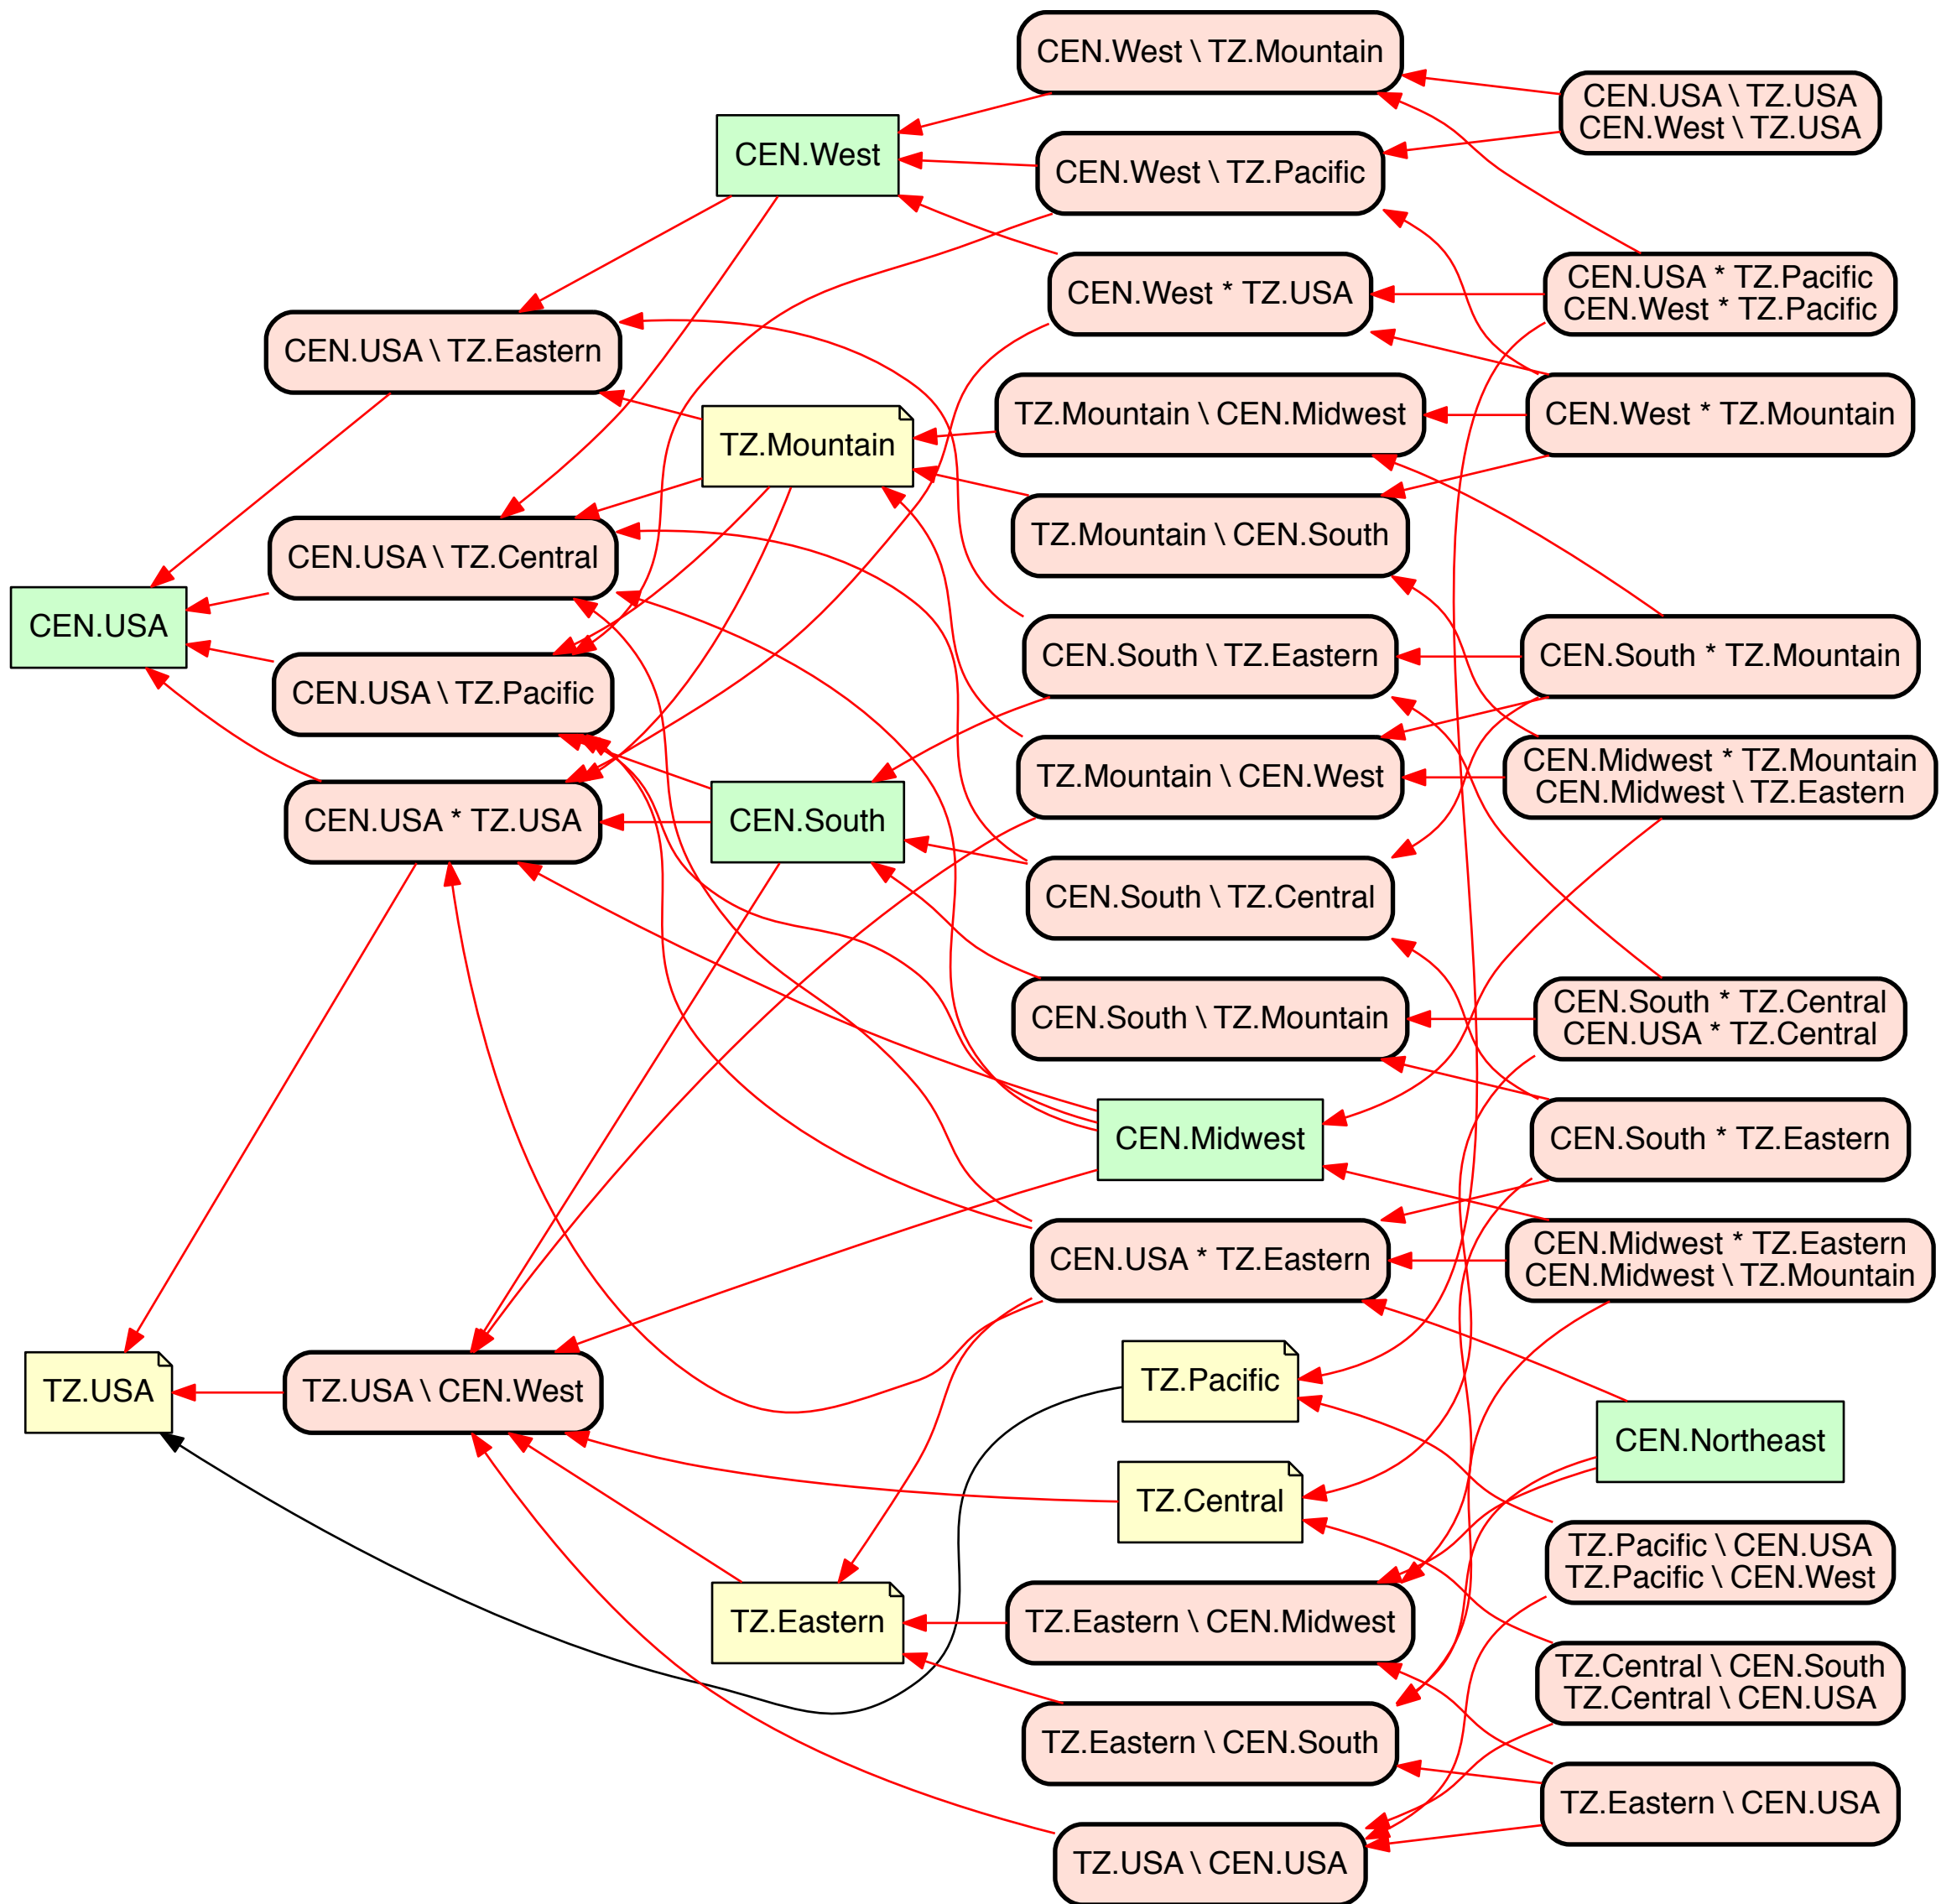 CEN.West \ TZ.Mountain
CEN.USA \ TZ.USA
CEN.West \ TZ.USA
CEN.West
CEN.West \ TZ.Pacific
CEN.West * TZ.USA
CEN.USA * TZ.Pacific
CEN.West * TZ.Pacific
CEN.USA \ TZ.Eastern
TZ.Mountain
TZ.Mountain \ CEN.Midwest
CEN.West * TZ.Mountain
CEN.USA \ TZ.Central
TZ.Mountain \ CEN.South
CEN.USA
CEN.USA \ TZ.Pacific
CEN.South \ TZ.Eastern
CEN.South * TZ.Mountain
TZ.Mountain \ CEN.West
CEN.Midwest * TZ.Mountain
CEN.Midwest \ TZ.Eastern
CEN.USA * TZ.USA
CEN.South
CEN.South \ TZ.Central
CEN.South \ TZ.Mountain
CEN.South * TZ.Central
CEN.USA * TZ.Central
CEN.Midwest
CEN.South * TZ.Eastern
CEN.USA * TZ.Eastern
CEN.Midwest * TZ.Eastern
CEN.Midwest \ TZ.Mountain
TZ.USA
TZ.USA \ CEN.West
TZ.Pacific
CEN.Northeast
TZ.Central
TZ.Pacific \ CEN.USA
TZ.Pacific \ CEN.West
TZ.Eastern
TZ.Eastern \ CEN.Midwest
TZ.Central \ CEN.South
TZ.Central \ CEN.USA
TZ.Eastern \ CEN.South
TZ.Eastern \ CEN.USA
TZ.USA \ CEN.USA